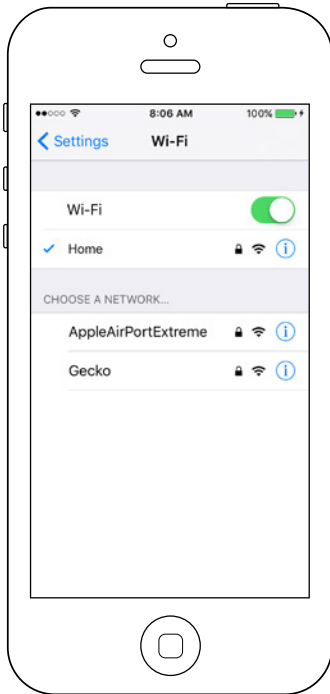 8:06 AM 100%
Settings Wi-Fi
Wi-Fi
Home
CHOOSE A NETWORK...
AppleAirPortExtreme
Gecko